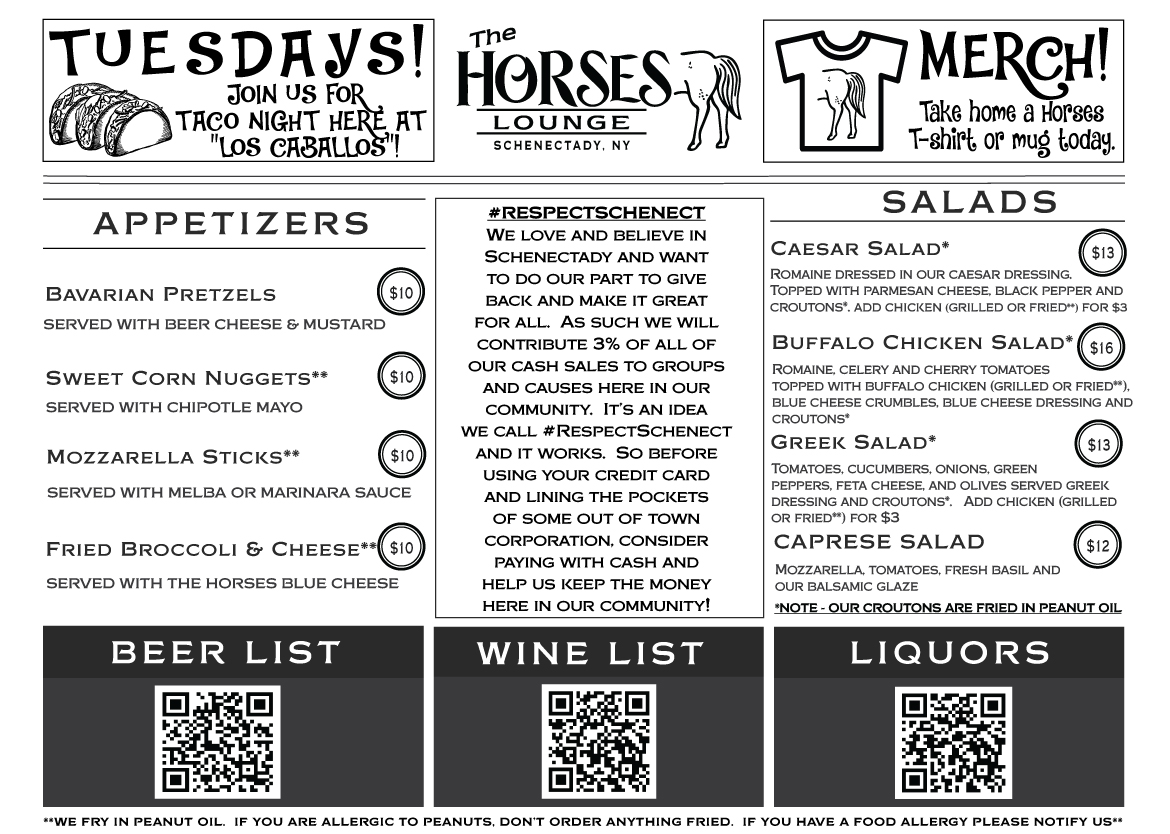 TUESDAYS!
JOIN US FOR
TACO NIGHT HERE AT
"LOS CABALLOS"!
The
HORSES
LOUNGE
SCHENECTADY, NY
MERCH!
Take home a Horses
T-shirt or mug today.
APPETIZERS
BAVARIAN PRETZELS
$10
SERVED WITH BEER CHEESE & MUSTARD
SWEET CORN NUGGETS**
$10
SERVED WITH CHIPOTLE MAYO
MOZZARELLA STICKS**
$10
SERVED WITH MELBA OR MARINARA SAUCE
FRIED BROCCOLI & CHEESE**
$10
SERVED WITH THE HORSES BLUE CHEESE
#RESPECTSCHENECT
WE LOVE AND BELIEVE IN
SCHENECTADY AND WANT
TO DO OUR PART TO GIVE
BACK AND MAKE IT GREAT
FOR ALL. AS SUCH WE WILL
CONTRIBUTE 3% OF ALL OF
OUR CASH SALES TO GROUPS
AND CAUSES HERE IN OUR
COMMUNITY. IT'S AN IDEA
WE CALL #RESPECTSCHENECT
AND IT WORKS. SO BEFORE
USING YOUR CREDIT CARD
AND LINING THE POCKETS
OF SOME OUT OF TOWN
CORPORATION, CONSIDER
PAYING WITH CASH AND
HELP US KEEP THE MONEY
HERE IN OUR COMMUNITY!
SALADS
CAESAR SALAD*
$13
ROMAINE DRESSED IN OUR CAESAR DRESSING.
TOPPED WITH PARMESAN CHEESE, BLACK PEPPER AND
CROUTONS*. ADD CHICKEN (GRILLED OR FRIED**) FOR $3
BUFFALO CHICKEN SALAD*
$16
ROMAINE, CELERY AND CHERRY TOMATOES
TOPPED WITH BUFFALO CHICKEN (GRILLED OR FRIED**),
BLUE CHEESE CRUMBLES, BLUE CHEESE DRESSING AND
CROUTONS*
GREEK SALAD*
$13
TOMATOES, CUCUMBERS, ONIONS, GREEN
PEPPERS, FETA CHEESE, AND OLIVES SERVED GREEK
DRESSING AND CROUTONS*. ADD CHICKEN (GRILLED
OR FRIED**) FOR $3
CAPRESE SALAD
$12
MOZZARELLA, TOMATOES, FRESH BASIL AND
OUR BALSAMIC GLAZE
*NOTE - OUR CROUTONS ARE FRIED IN PEANUT OIL
BEER LIST
WINE LIST
LIQUORS
**WE FRY IN PEANUT OIL. IF YOU ARE ALLERGIC TO PEANUTS, DON'T ORDER ANYTHING FRIED. IF YOU HAVE A FOOD ALLERGY PLEASE NOTIFY US**